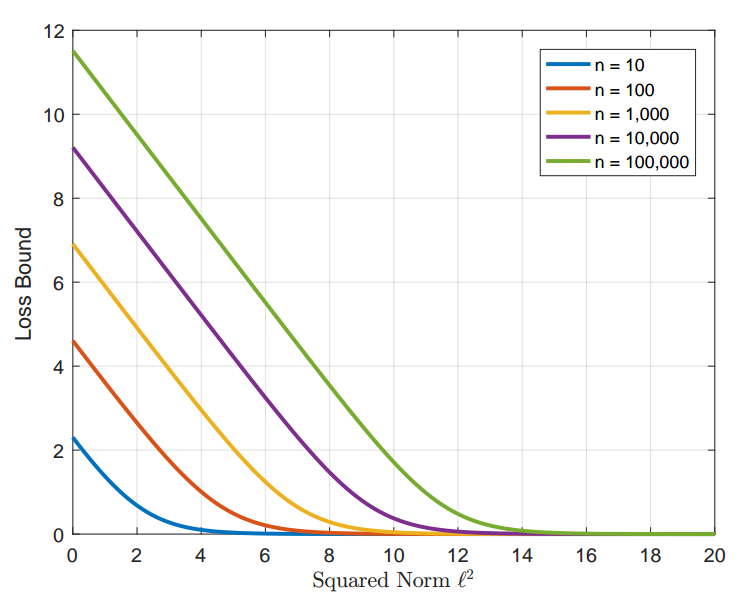 12
10
8
6
4
2
0
Loss Bound
n = 10
n = 100
n = 1,000
n = 10,000
n = 100,000
0 2 4 6 8 10 12 14 16 18 20
Squared Norm ℓ²